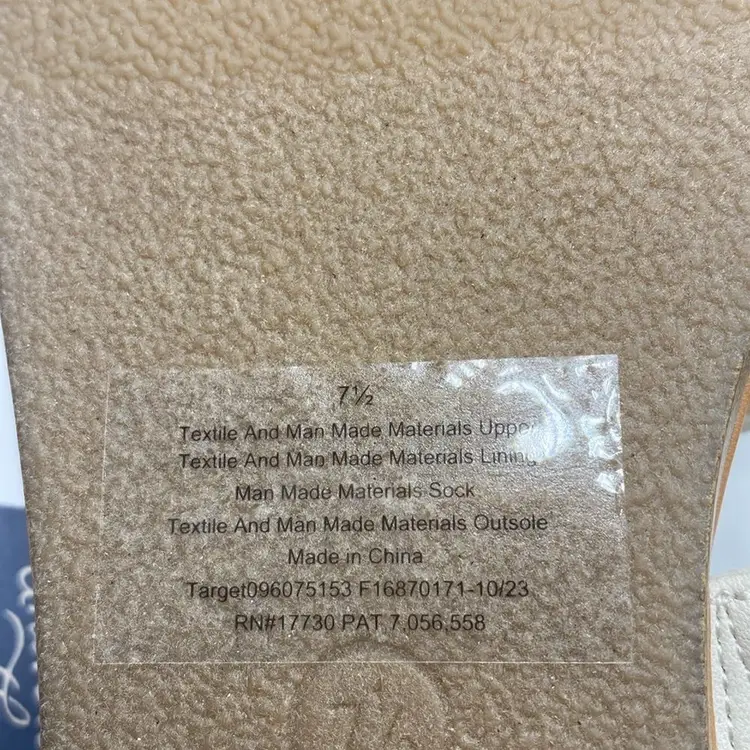 7½
Textile And Man Made Materials Upper
Textile And Man Made Materials Lining
Man Made Materials Sock
Textile And Man Made Materials Outsole
Made in China
Target096075153 F16870171-10/23
RN#17730 PAT 7,056,558